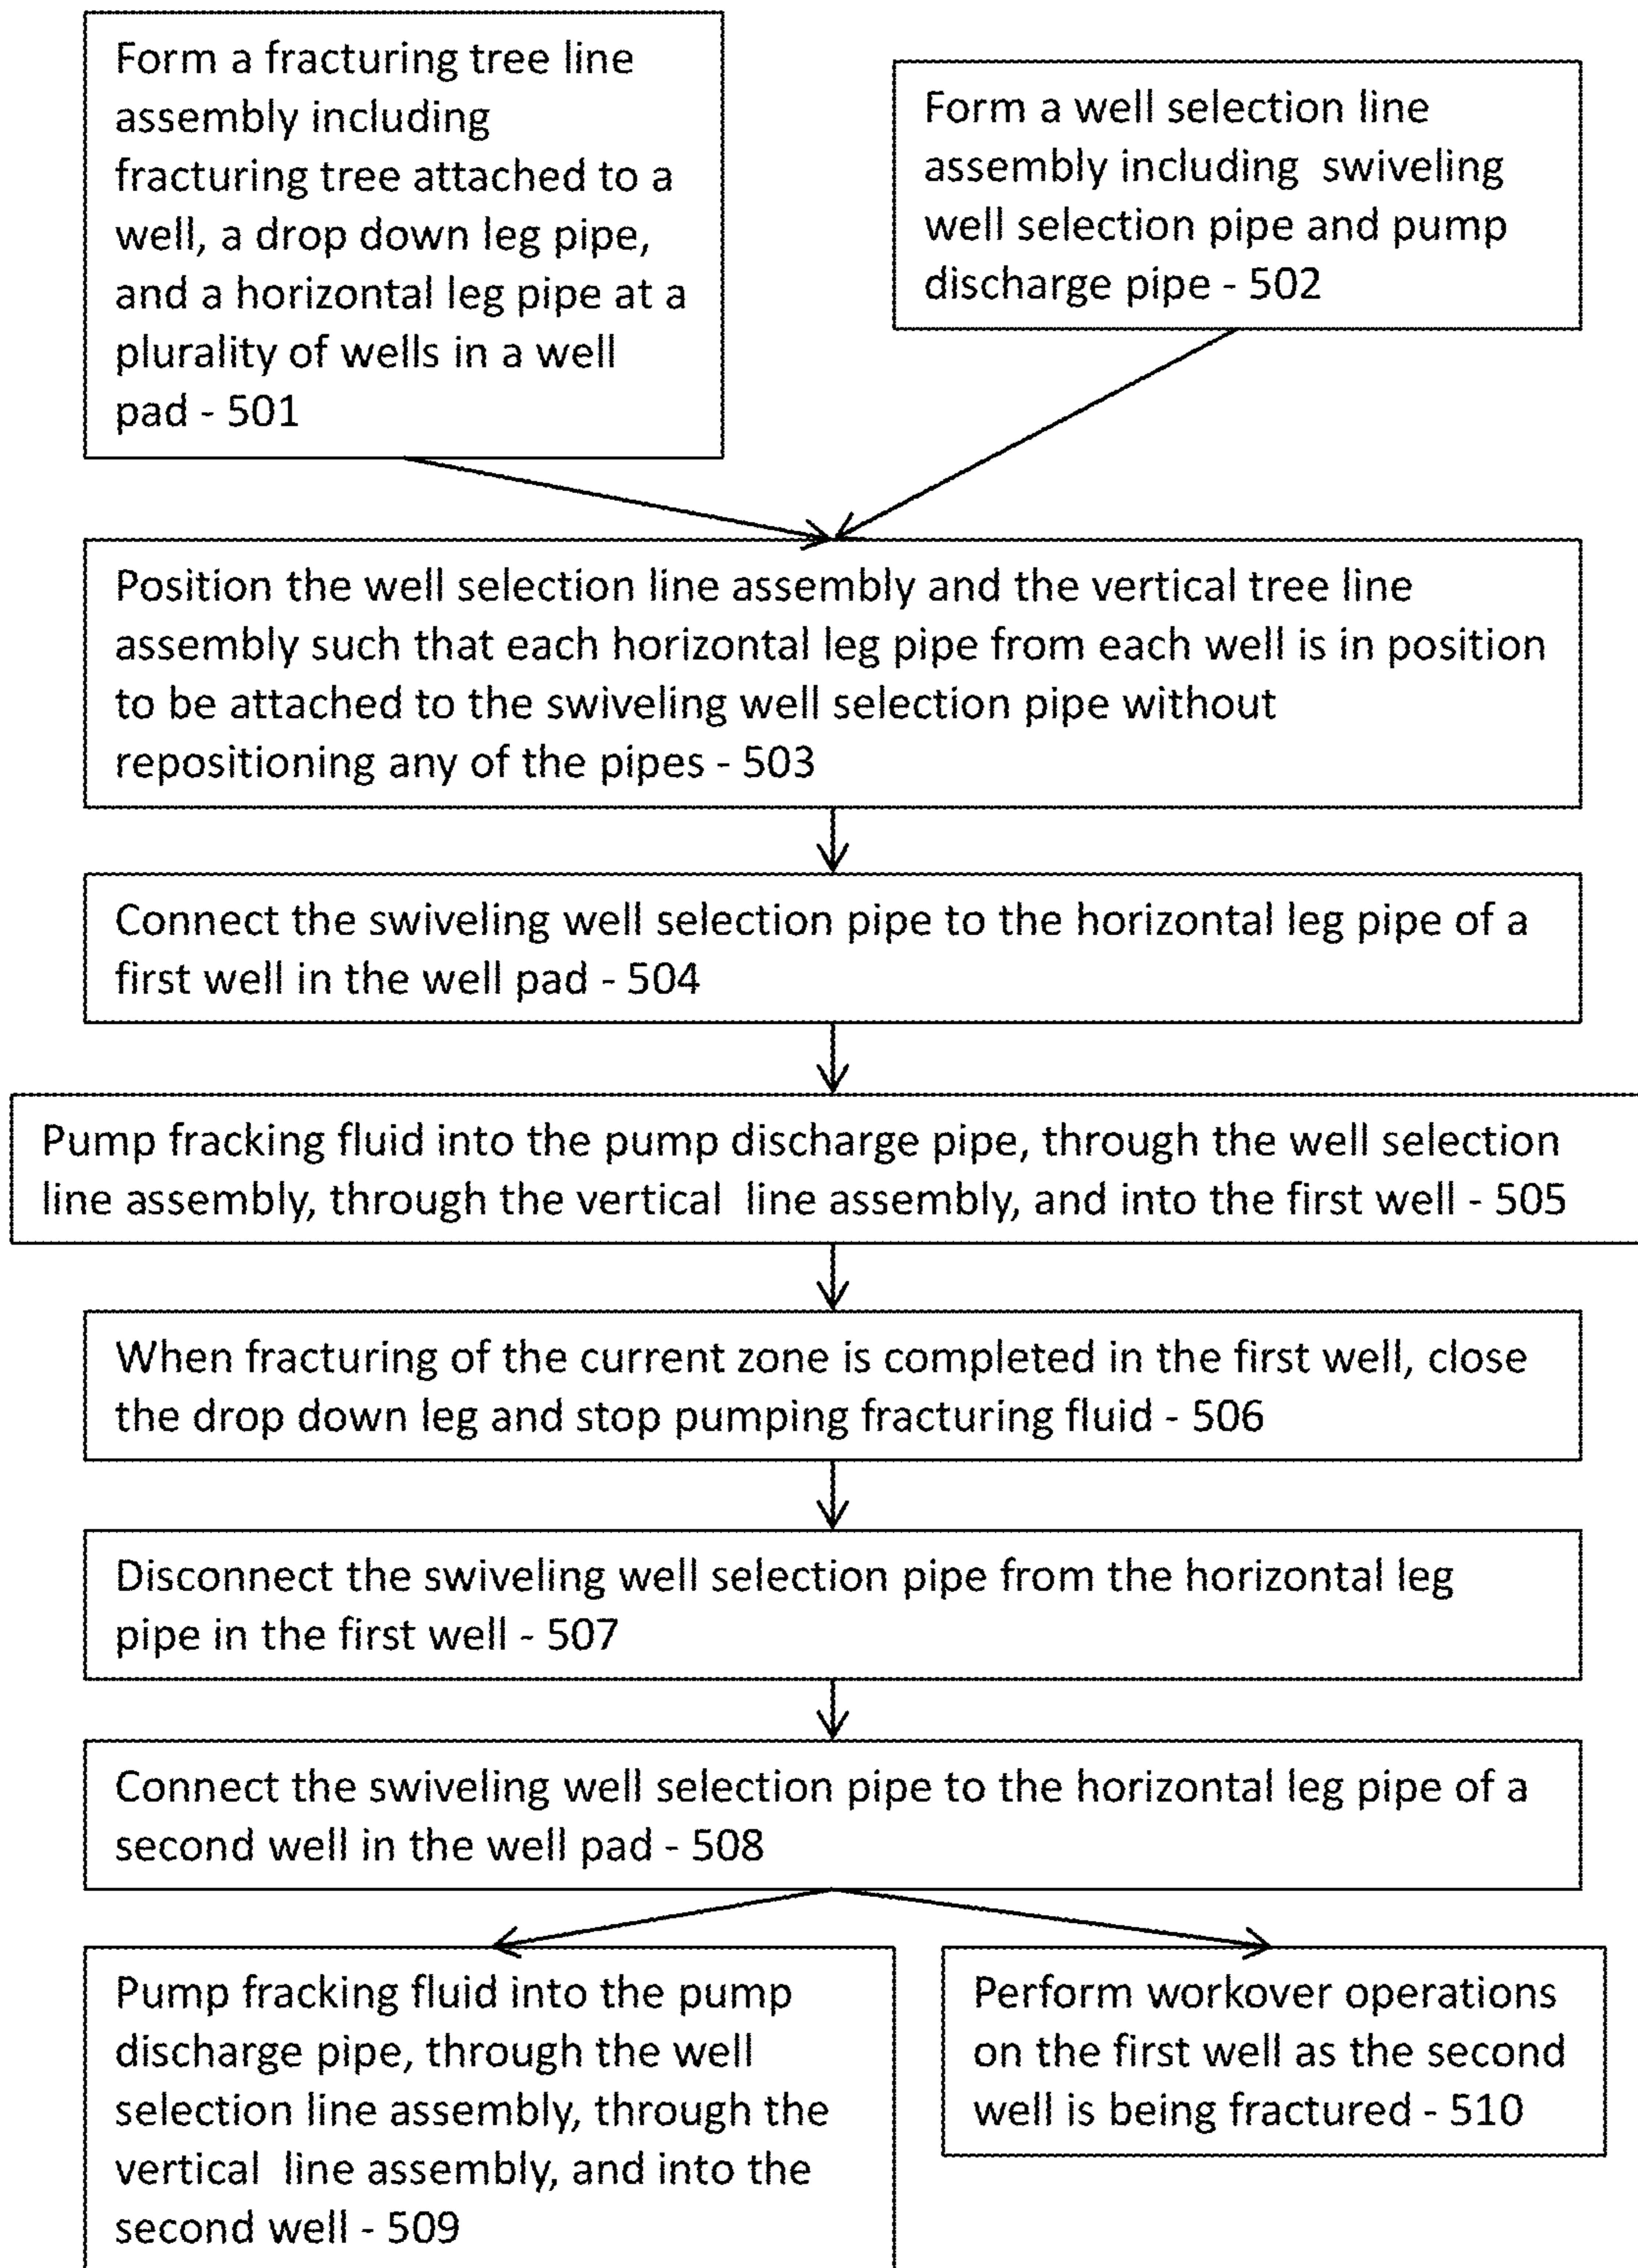 Form a fracturing tree line
assembly including
fracturing tree attached to a
well, a drop down leg pipe,
and a horizontal leg pipe at a
plurality of wells in a well
pad - 501
Form a well selection line
assembly including  swiveling
well selection pipe and pump
discharge pipe - 502
Position the well selection line assembly and the vertical tree line
assembly such that each horizontal leg pipe from each well is in position
to be attached to the swiveling well selection pipe without
repositioning any of the pipes - 503
Connect the swiveling well selection pipe to the horizontal leg pipe of a
first well in the well pad - 504
Pump fracking fluid into the pump discharge pipe, through the well selection
line assembly, through the vertical  line assembly, and into the first well - 505
When fracturing of the current zone is completed in the first well, close
the drop down leg and stop pumping fracturing fluid - 506
Disconnect the swiveling well selection pipe from the horizontal leg
pipe in the first well - 507
Connect the swiveling well selection pipe to the horizontal leg pipe of a
second well in the well pad - 508
Pump fracking fluid into the pump
discharge pipe, through the well
selection line assembly, through the
vertical  line assembly, and into the
second well - 509
Perform workover operations
on the first well as the second
well is being fractured - 510